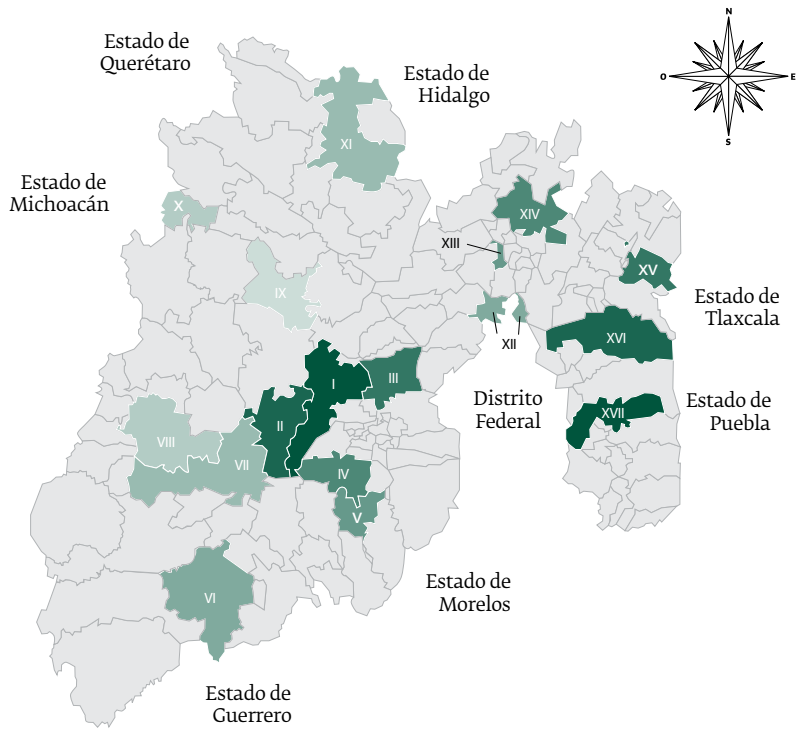 N
O
E
S
Estado de
Querétaro
Estado de
Hidalgo
Estado de
Michoacán
XI
X
XIV
XIII
XV
IX
Estado de
Tlaxcala
XII
XVI
I
III
Distrito
Federal
Estado de
Puebla
XVII
II
VIII
VII
IV
V
Estado de
Morelos
VI
Estado de
Guerrero